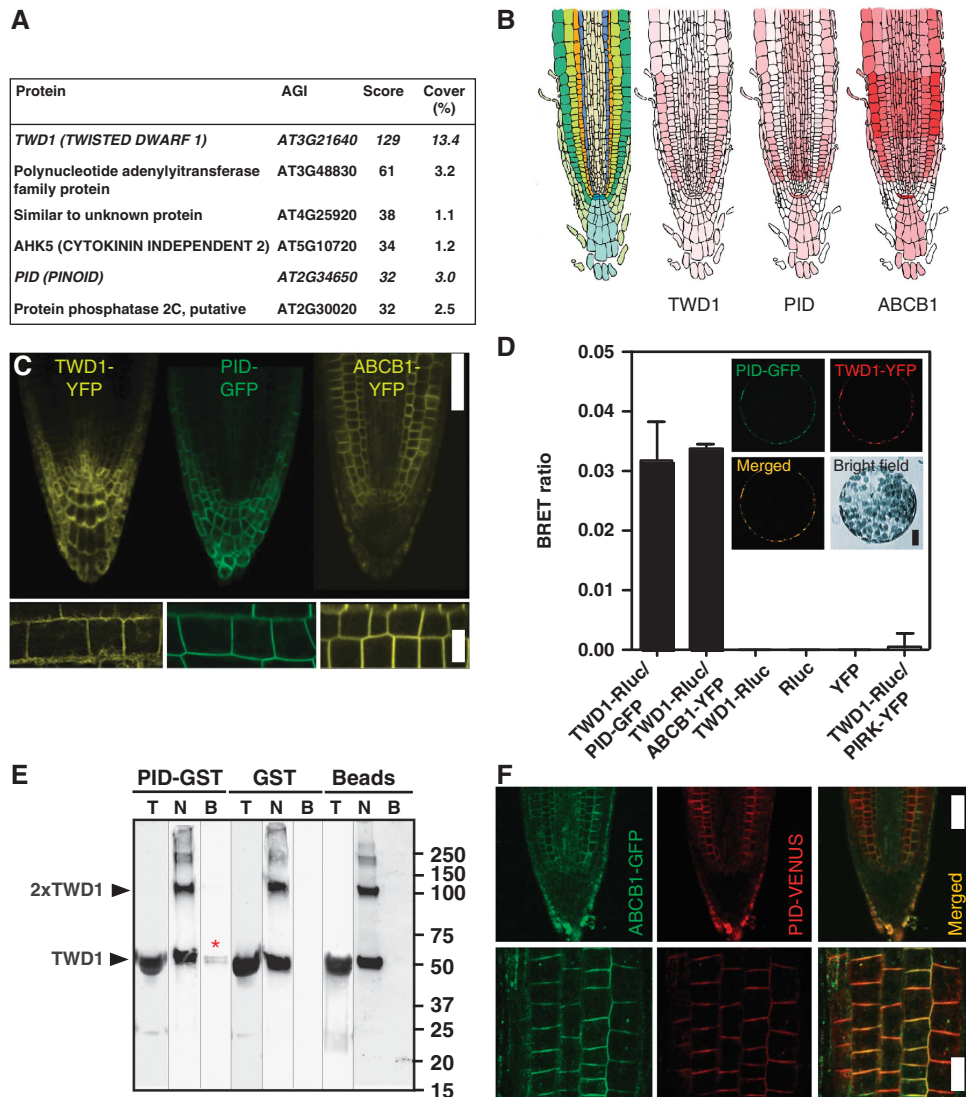 A
Protein AGI Score Cover
(%)
TWD1 (TWISTED DWARF 1) AT3G21640 129 13.4
Polynucleotide adenylyitransferase
family protein AT3G48830 61 3.2
Similar to unknown protein AT4G25920 38 1.1
AHK5 (CYTOKININ INDEPENDENT 2) AT5G10720 34 1.2
PID (PINOID) AT2G34650 32 3.0
Protein phosphatase 2C, putative AT2G30020 32 2.5
B
TWD1 PID ABCB1
C
TWD1-
YFP
PID-
GFP
ABCB1-
YFP
D
BRET ratio
0.05
0.04
0.03
0.02
0.01
0.00
PID-GFP TWD1-YFP
Merged Bright field
TWD1-Rluc/
PID-GFP
TWD1-Rluc/
ABCB1-YFP
TWD1-Rluc
Rluc
YFP
TWD1-Rluc/
PIRK-YFP
E
PID-GST GST Beads
T N B T N B T N B
2xTWD1
TWD1
*
250
150
100
75
50
37
25
20
15
F
ABCB1-GFP
PID-VENUS
Merged